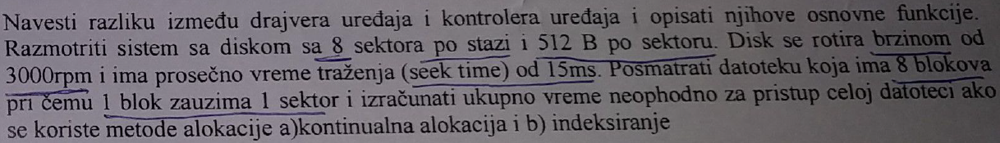 Navesti razliku između drajvera uređaja i kontrolera uređaja i opisati njihove osnovne funkcije.
Razmotriti sistem sa diskom sa 8 sektora po stazi i 512 B po sektoru. Disk se rotira brzinom od
3000rpm i ima prosečno vreme traženja (seek time) od 15ms. Posmatrati datoteku koja ima 8 blokova
pri čemu 1 blok zauzima 1 sektor i izračunati ukupno vreme neophodno za pristup celoj datoteci ako
se koriste metode alokacije a)kontinualna alokacija i b) indeksiranje